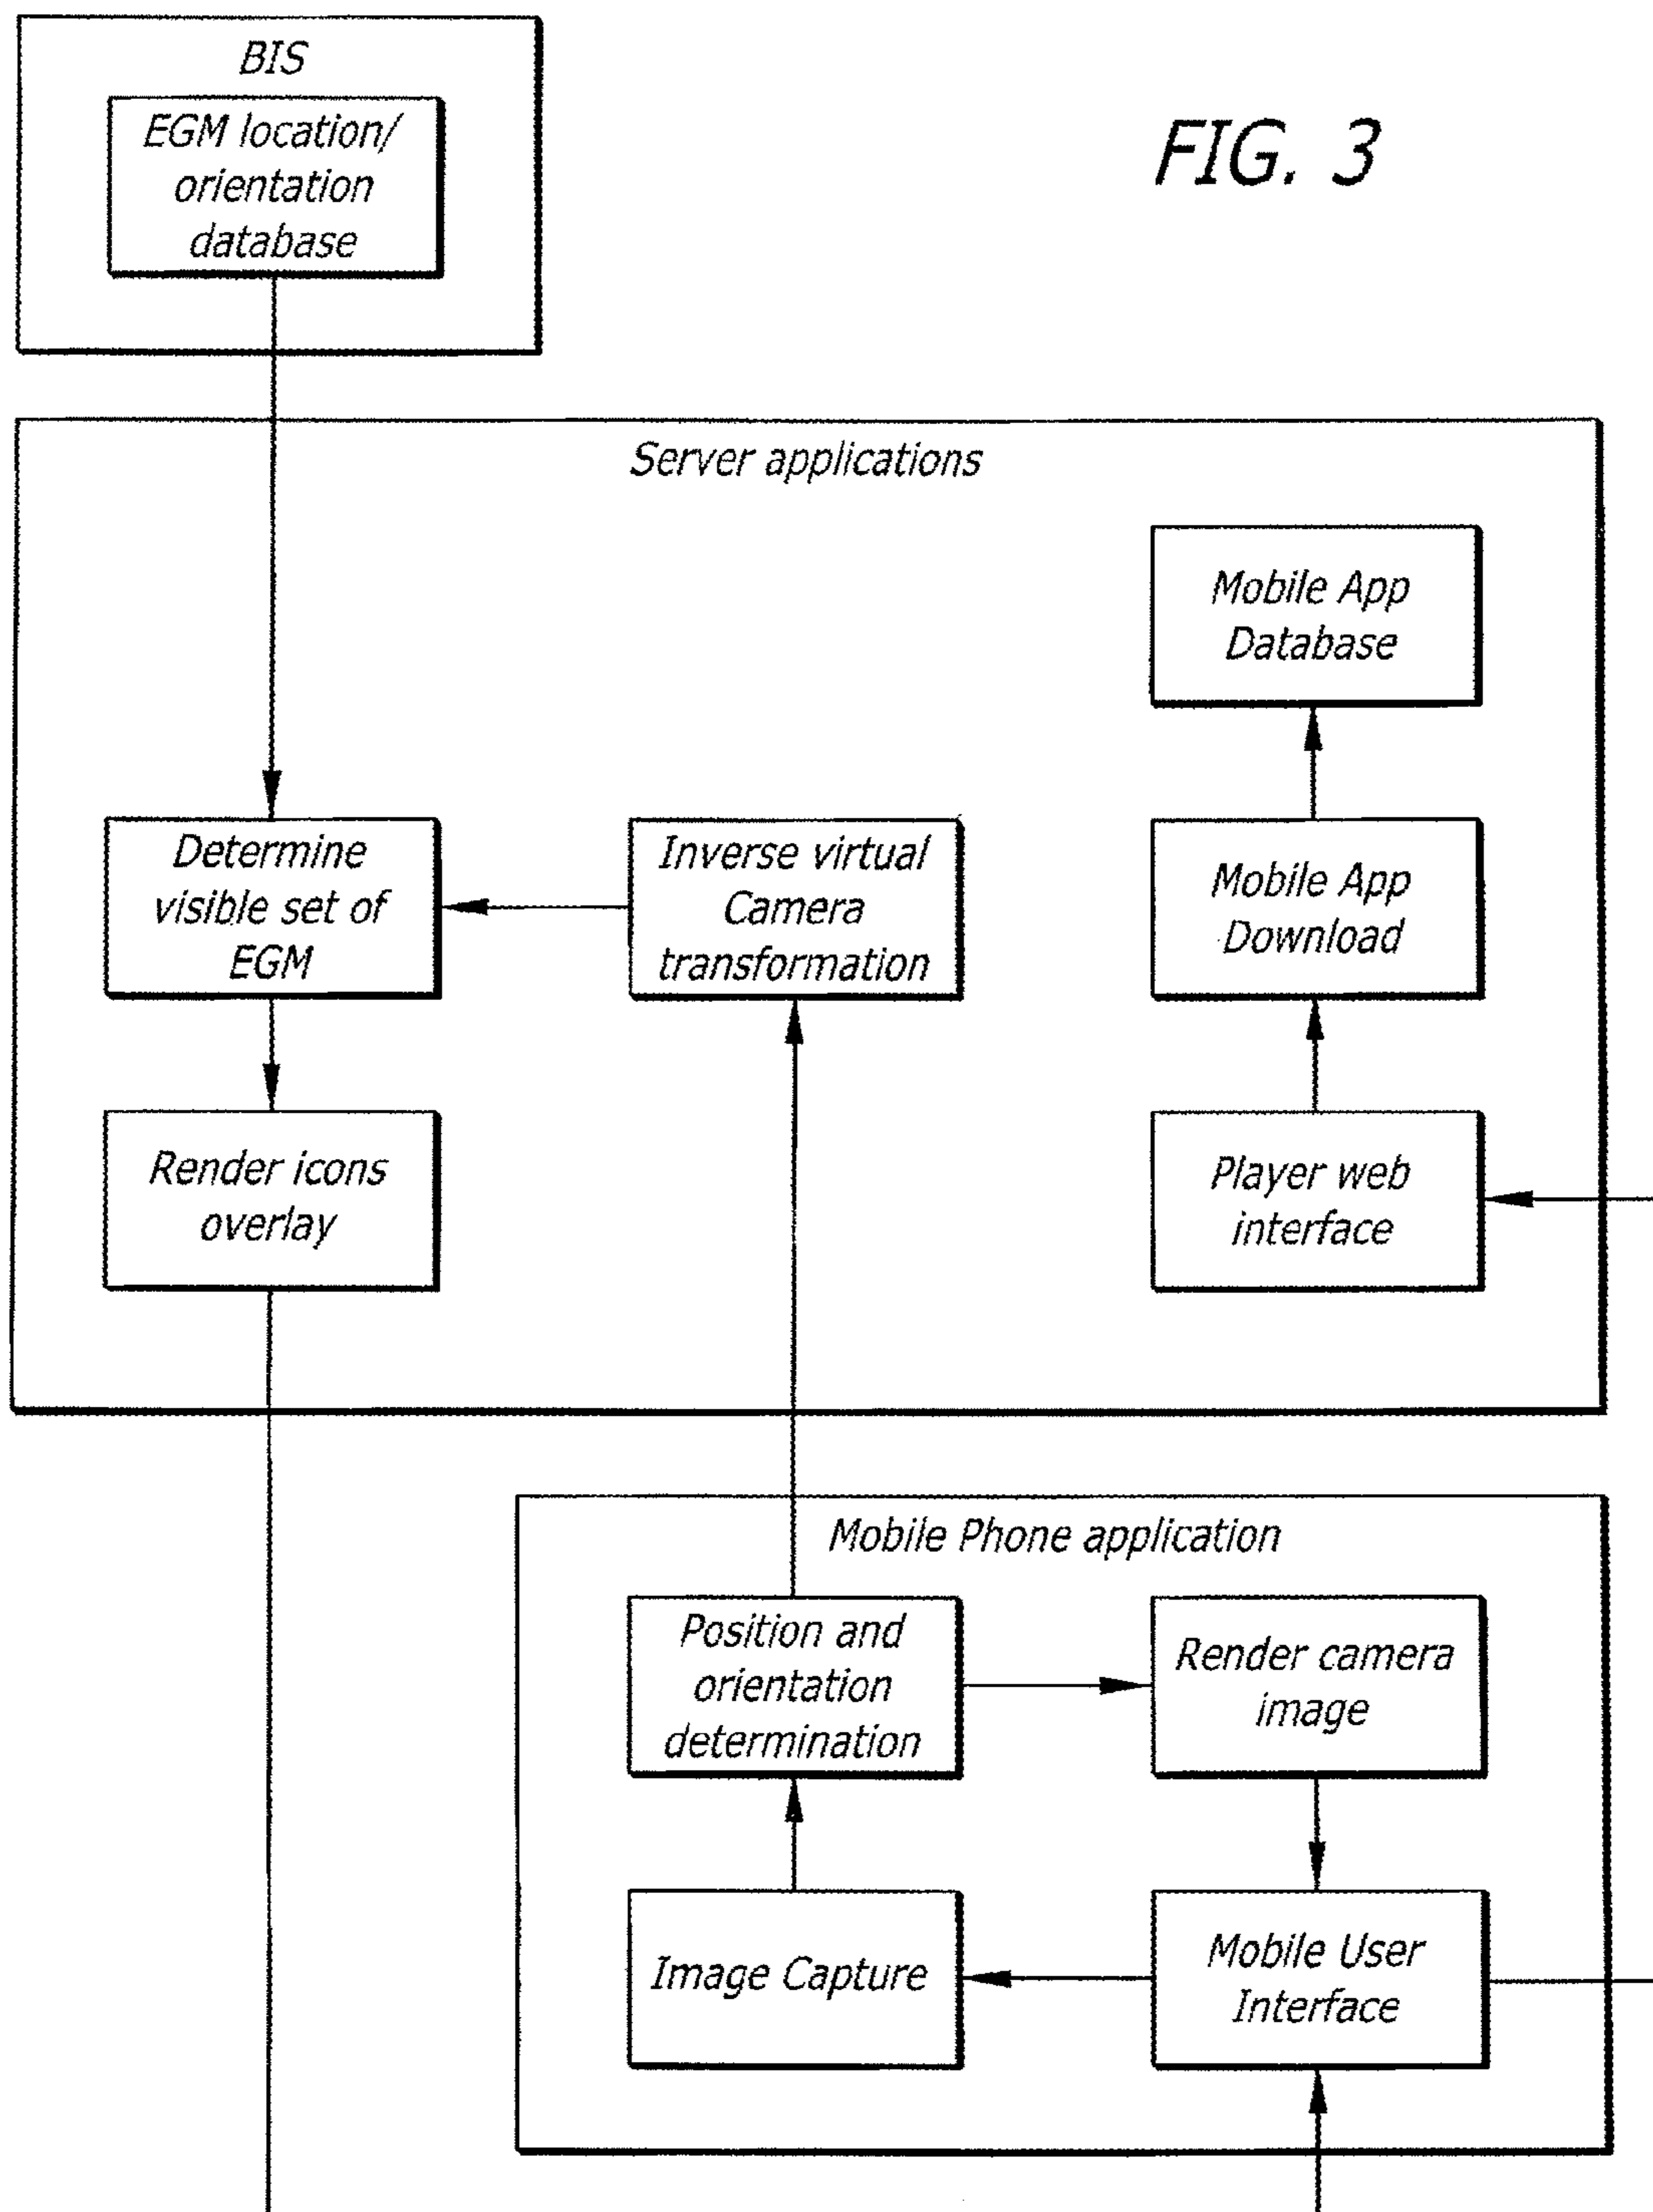 BIS
EGM location/
orientation
database
FIG. 3
Server applications
Mobile App
Database
Determine
visible set of
EGM
Inverse virtual
Camera
transformation
Mobile App
Download
Render icons
overlay
Player web
interface
Mobile Phone application
Position and
orientation
determination
Render camera
image
Image Capture
Mobile User
Interface